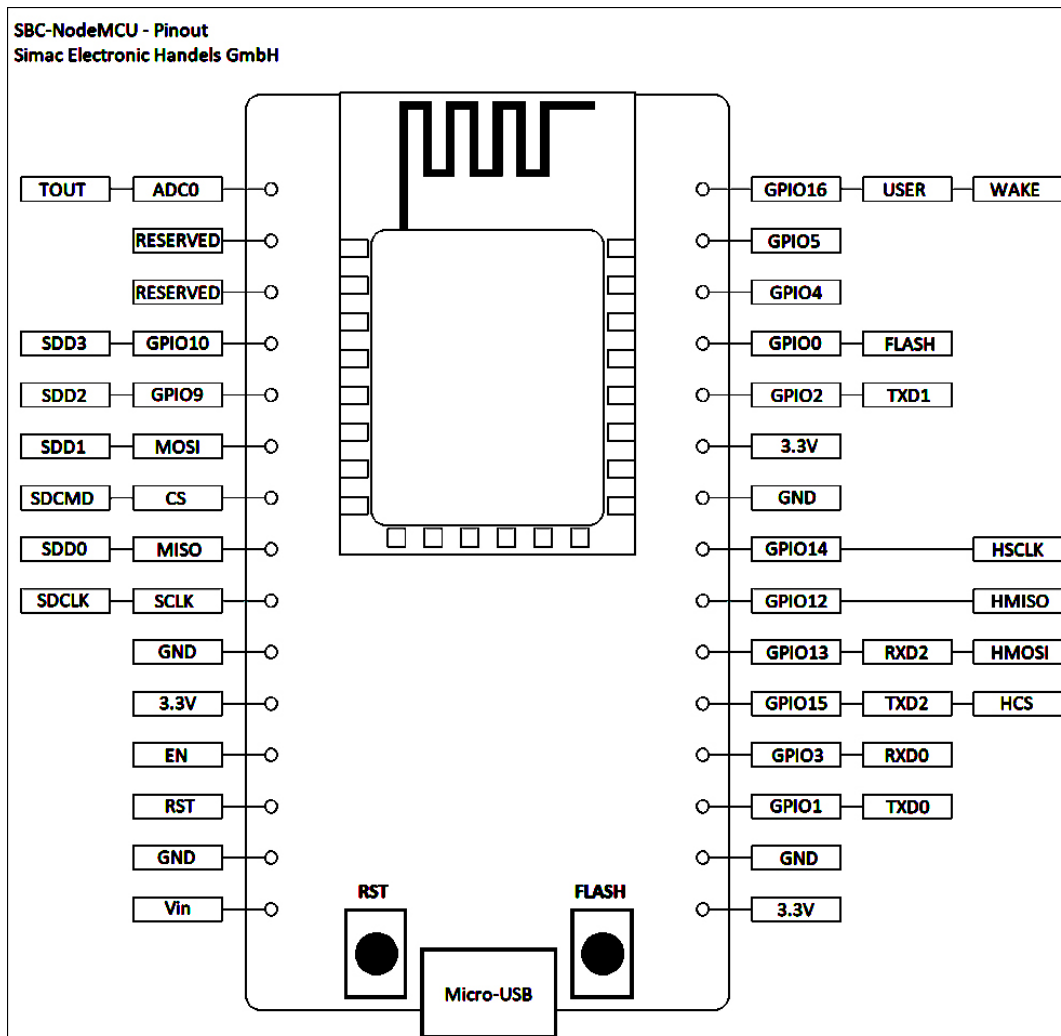 SBC-NodeMCU - Pinout
Simac Electronic Handels GmbH
TOUT ADC0 GPIO16 USER WAKE
RESERVED GPIO5
RESERVED GPIO4
SDD3 GPIO10 GPIO0 FLASH
SDD2 GPIO9 GPIO2 TXD1
SDD1 MOSI 3.3V
SDCMD CS GND
SDD0 MISO GPIO14 HSCLK
SDCLK SCLK GPIO12 HMISO
GND GPIO13 RXD2 HMOSI
3.3V GPIO15 TXD2 HCS
EN GPIO3 RXD0
RST GPIO1 TXD0
GND GND
RST FLASH
Vin 3.3V
Micro-USB